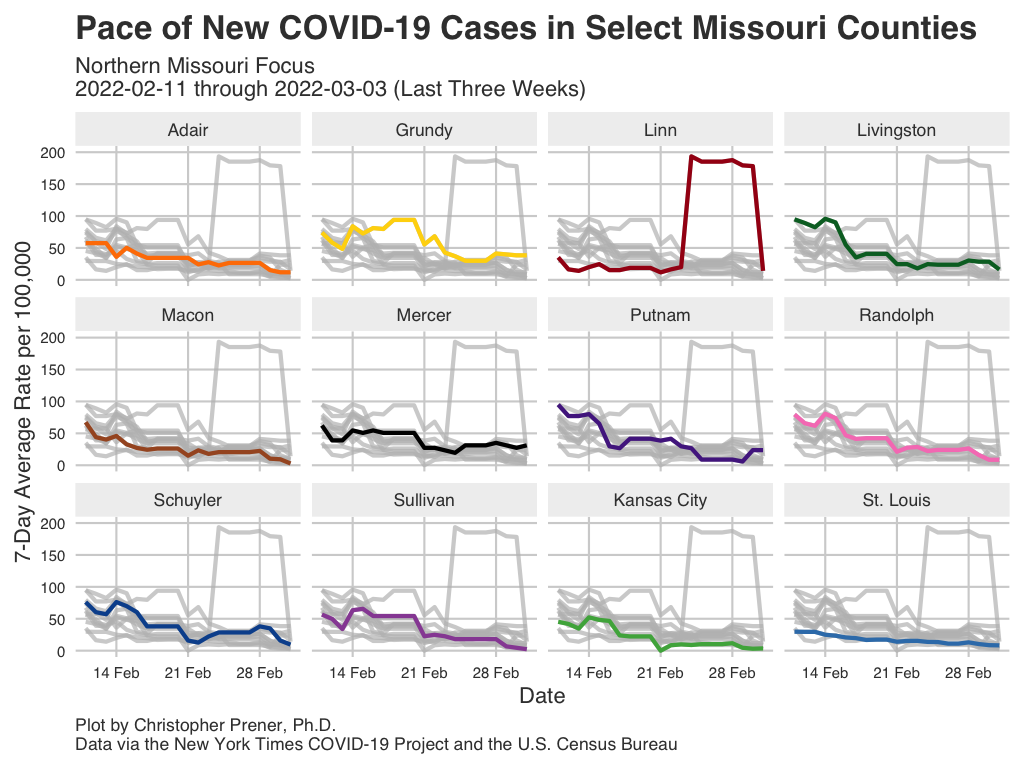 Pace of New COVID-19 Cases in Select Missouri Counties
Northern Missouri Focus
2022-02-11 through 2022-03-03 (Last Three Weeks)
7-Day Average Rate per 100,000
Adair Grundy Linn Livingston
200
150
100
50
0
Macon Mercer Putnam Randolph
200
150
100
50
0
Schuyler Sullivan Kansas City St. Louis
200
150
100
50
0
14 Feb 21 Feb 28 Feb 14 Feb 21 Feb 28 Feb 14 Feb 21 Feb 28 Feb 14 Feb 21 Feb 28 Feb
Date
Plot by Christopher Prener, Ph.D.
Data via the New York Times COVID-19 Project and the U.S. Census Bureau